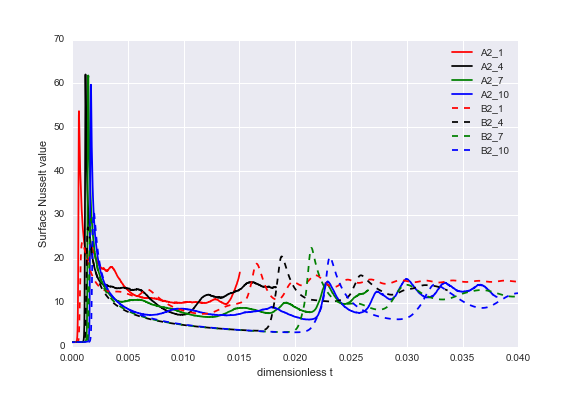 70
60
50
40
30
20
10
0
Surface Nusselt value
0.000 0.005 0.010 0.015 0.020 0.025 0.030 0.035 0.040
dimensionless t
A2_1
A2_4
A2_7
A2_10
B2_1
B2_4
B2_7
B2_10